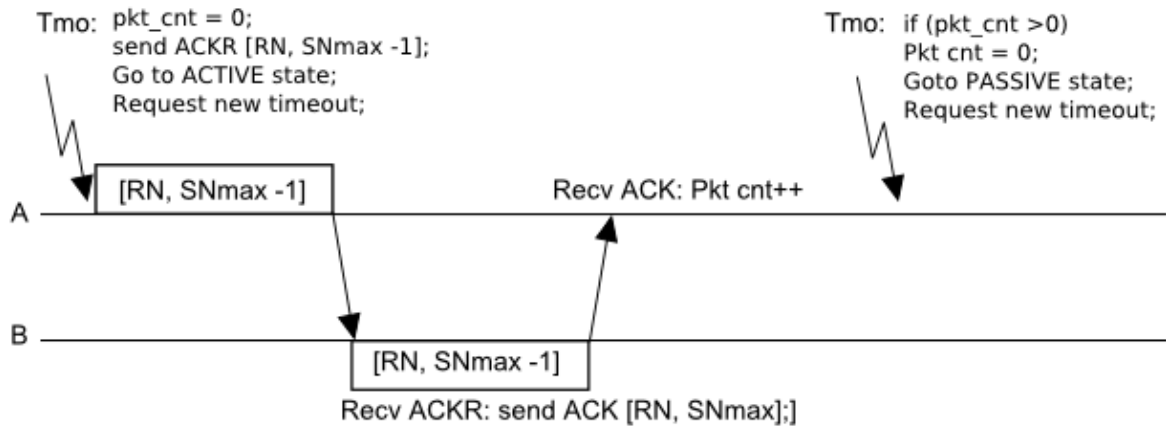 Tmo: pkt_cnt = 0;
send ACKR [RN, SNmax -1];
Go to ACTIVE state;
Request new timeout;
Tmo: if (pkt_cnt >0)
Pkt cnt = 0;
Goto PASSIVE state;
Request new timeout;
[RN, SNmax -1]
Recv ACK: Pkt cnt++
A
B
[RN, SNmax -1]
Recv ACKR: send ACK [RN, SNmax];]